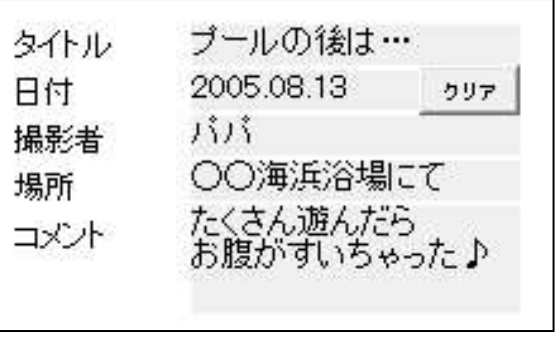 タイトル プールの後は…
日付 2005.08.13 クリア
撮影者 パパ
場所 〇〇海浜浴場にて
コメント たくさん遊んだら
お腹がすいちゃった♪